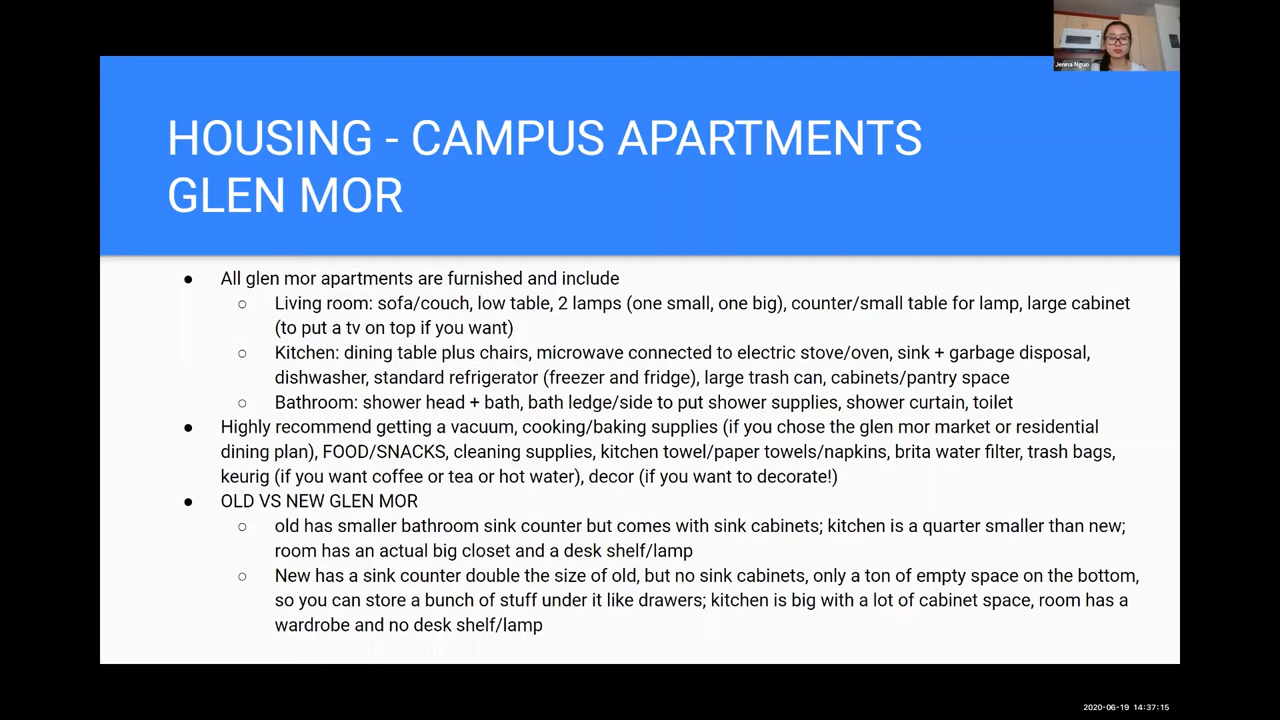 Jenna Nguo
HOUSING - CAMPUS APARTMENTS
GLEN MOR
● All glen mor apartments are furnished and include
○ Living room: sofa/couch, low table, 2 lamps (one small, one big), counter/small table for lamp, large cabinet
(to put a tv on top if you want)
○ Kitchen: dining table plus chairs, microwave connected to electric stove/oven, sink + garbage disposal,
dishwasher, standard refrigerator (freezer and fridge), large trash can, cabinets/pantry space
○ Bathroom: shower head + bath, bath ledge/side to put shower supplies, shower curtain, toilet
● Highly recommend getting a vacuum, cooking/baking supplies (if you chose the glen mor market or residential
dining plan), FOOD/SNACKS, cleaning supplies, kitchen towel/paper towels/napkins, brita water filter, trash bags,
keurig (if you want coffee or tea or hot water), decor (if you want to decorate!)
● OLD VS NEW GLEN MOR
○ old has smaller bathroom sink counter but comes with sink cabinets; kitchen is a quarter smaller than new;
room has an actual big closet and a desk shelf/lamp
○ New has a sink counter double the size of old, but no sink cabinets, only a ton of empty space on the bottom,
so you can store a bunch of stuff under it like drawers; kitchen is big with a lot of cabinet space, room has a
wardrobe and no desk shelf/lamp
2020-06-19 14:37:15